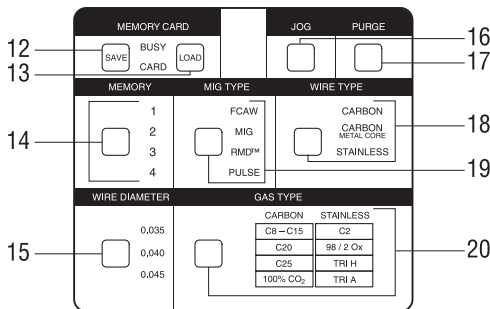 MEMORY CARD
JOG
PURGE
12
SAVE
BUSY
CARD
LOAD
13
16
17
MEMORY
MIG TYPE
WIRE TYPE
14
1
2
3
4
FCAW
MIG
RMD™
PULSE
CARBON
CARBON
METAL CORE
STAINLESS
18
19
WIRE DIAMETER
GAS TYPE
15
0.035
0.040
0.045
CARBON STAINLESS
C8 – C15 C2
C20 98 / 2 Ox
C25 TRI H
100% CO₂ TRI A
20